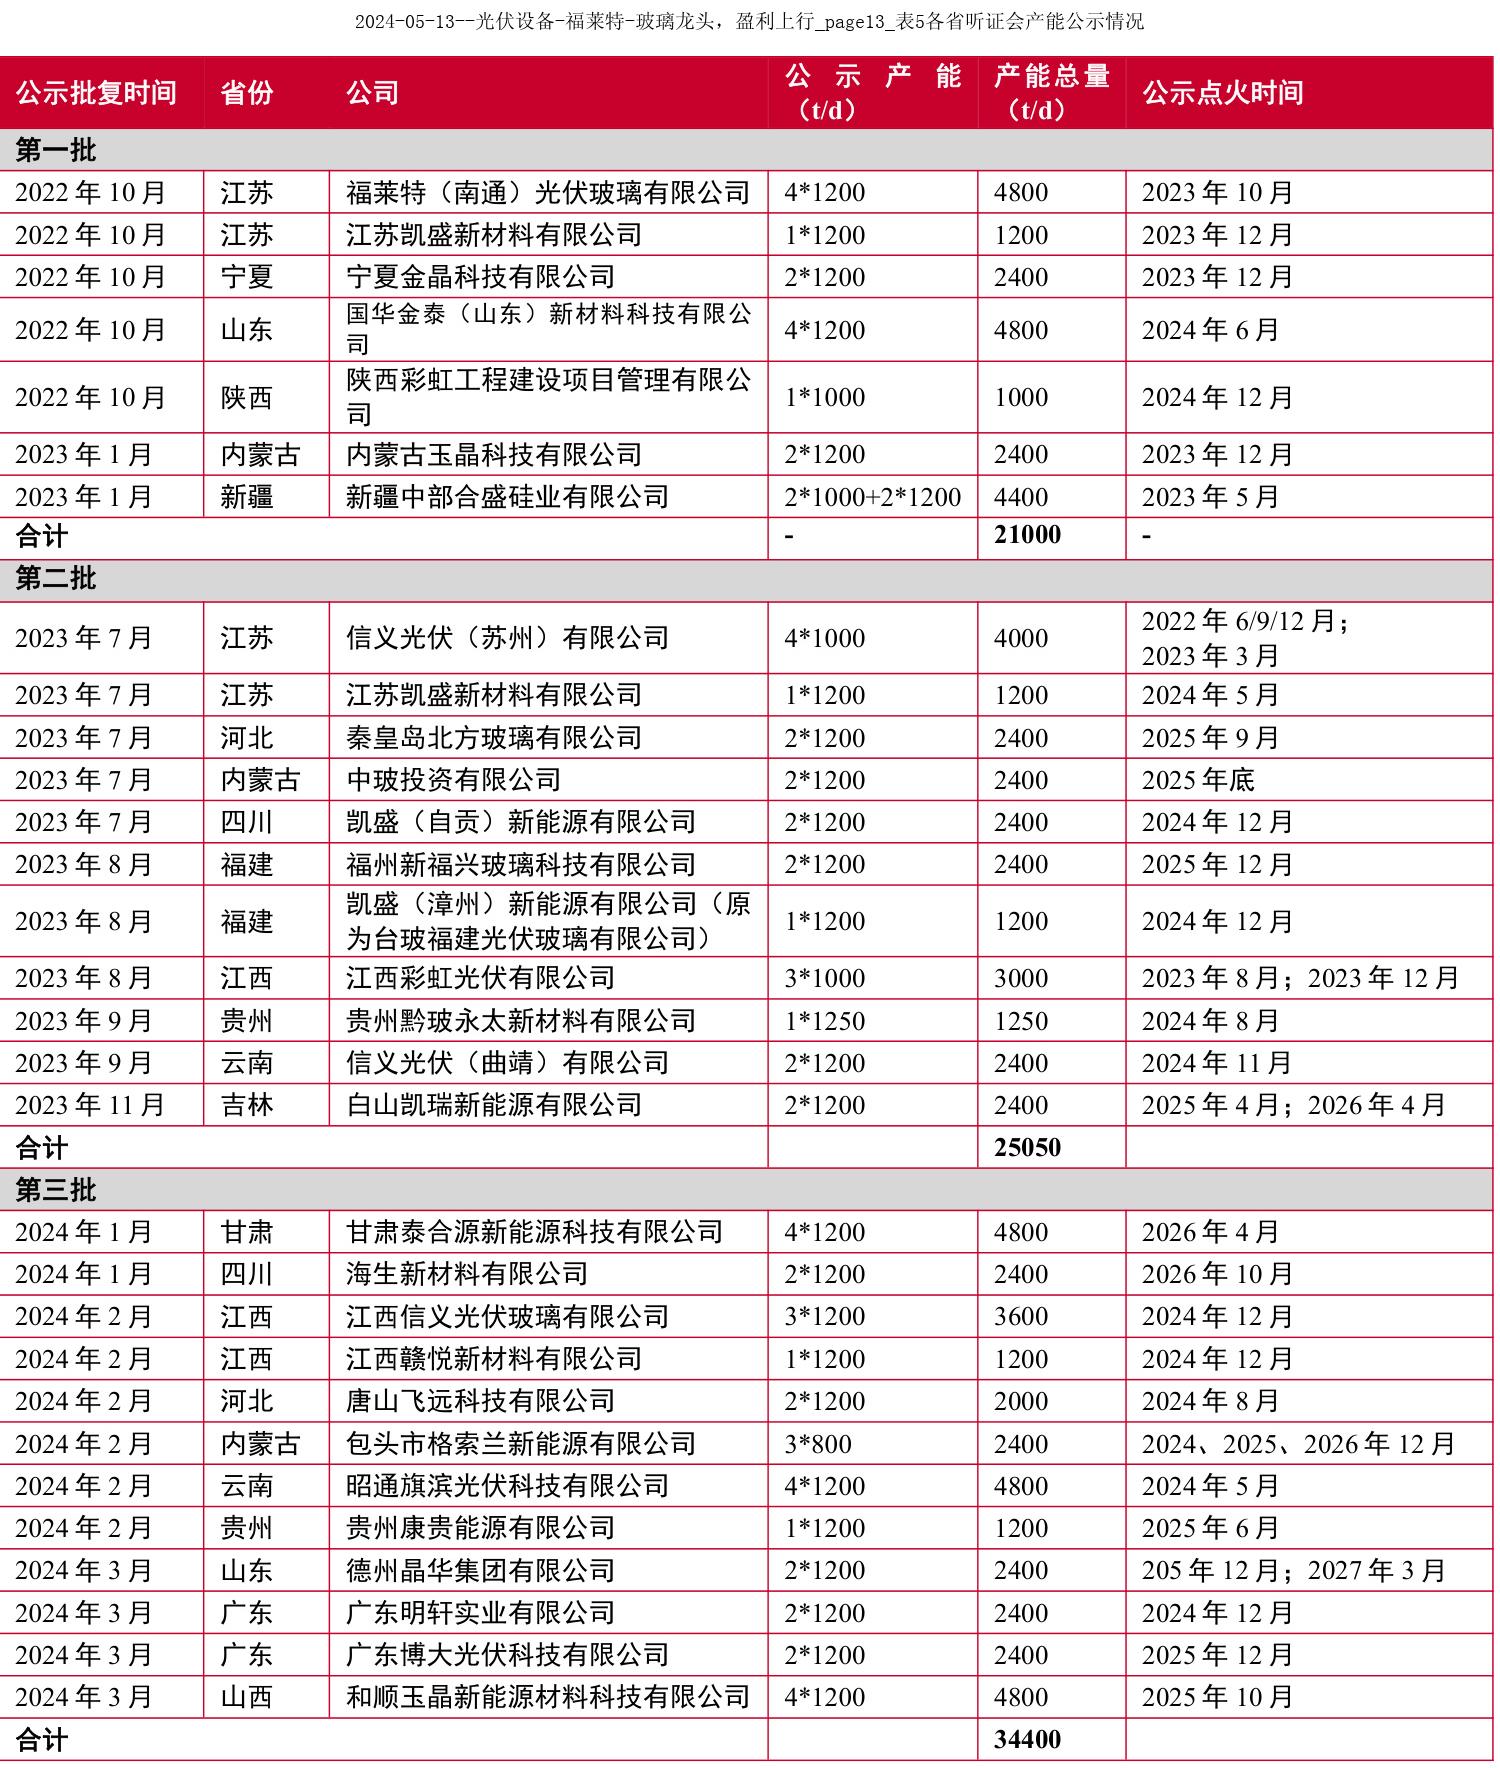 2024-05-13--光伏设备-福莱特-玻璃龙头，盈利上行_page13_表5各省听证会产能公示情况
公示批复时间 省份 公司 公示产能（t/d） 产能总量（t/d） 公示点火时间
第一批
2022 年 10 月 江苏 福莱特（南通）光伏玻璃有限公司 4*1200 4800 2023 年 10 月
2022 年 10 月 江苏 江苏凯盛新材料有限公司 1*1200 1200 2023 年 12 月
2022 年 10 月 宁夏 宁夏金晶科技有限公司 2*1200 2400 2023 年 12 月
2022 年 10 月 山东 国华金泰（山东）新材料科技有限公司 4*1200 4800 2024 年 6 月
2022 年 10 月 陕西 陕西彩虹工程建设项目管理有限公司 1*1000 1000 2024 年 12 月
2023 年 1 月 内蒙古 内蒙古玉晶科技有限公司 2*1200 2400 2023 年 12 月
2023 年 1 月 新疆 新疆中部合盛硅业有限公司 2*1000+2*1200 4400 2023 年 5 月
合计 - 21000 -
第二批
2023 年 7 月 江苏 信义光伏（苏州）有限公司 4*1000 4000 2022 年 6/9/12 月；2023 年 3 月
2023 年 7 月 江苏 江苏凯盛新材料有限公司 1*1200 1200 2024 年 5 月
2023 年 7 月 河北 秦皇岛北方玻璃有限公司 2*1200 2400 2025 年 9 月
2023 年 7 月 内蒙古 中玻投资有限公司 2*1200 2400 2025 年底
2023 年 7 月 四川 凯盛（自贡）新能源有限公司 2*1200 2400 2024 年 12 月
2023 年 8 月 福建 福州新福兴玻璃科技有限公司 2*1200 2400 2025 年 12 月
2023 年 8 月 福建 凯盛（漳州）新能源有限公司（原为台玻福建光伏玻璃有限公司） 1*1200 1200 2024 年 12 月
2023 年 8 月 江西 江西彩虹光伏有限公司 3*1000 3000 2023 年 8 月；2023 年 12 月
2023 年 9 月 贵州 贵州黔玻永太新材料有限公司 1*1250 1250 2024 年 8 月
2023 年 9 月 云南 信义光伏（曲靖）有限公司 2*1200 2400 2024 年 11 月
2023 年 11 月 吉林 白山凯瑞新能源有限公司 2*1200 2400 2025 年 4 月；2026 年 4 月
合计 25050
第三批
2024 年 1 月 甘肃 甘肃泰合源新能源科技有限公司 4*1200 4800 2026 年 4 月
2024 年 1 月 四川 海生新材料有限公司 2*1200 2400 2026 年 10 月
2024 年 2 月 江西 江西信义光伏玻璃有限公司 3*1200 3600 2024 年 12 月
2024 年 2 月 江西 江西赣悦新材料有限公司 1*1200 1200 2024 年 12 月
2024 年 2 月 河北 唐山飞远科技有限公司 2*1200 2000 2024 年 8 月
2024 年 2 月 内蒙古 包头市格索兰新能源有限公司 3*800 2400 2024、2025、2026 年 12 月
2024 年 2 月 云南 昭通旗滨光伏科技有限公司 4*1200 4800 2024 年 5 月
2024 年 2 月 贵州 贵州康贵能源有限公司 1*1200 1200 2025 年 6 月
2024 年 3 月 山东 德州晶华集团有限公司 2*1200 2400 205 年 12 月；2027 年 3 月
2024 年 3 月 广东 广东明轩实业有限公司 2*1200 2400 2024 年 12 月
2024 年 3 月 广东 广东博大光伏科技有限公司 2*1200 2400 2025 年 12 月
2024 年 3 月 山西 和顺玉晶新能源材料科技有限公司 4*1200 4800 2025 年 10 月
合计 34400